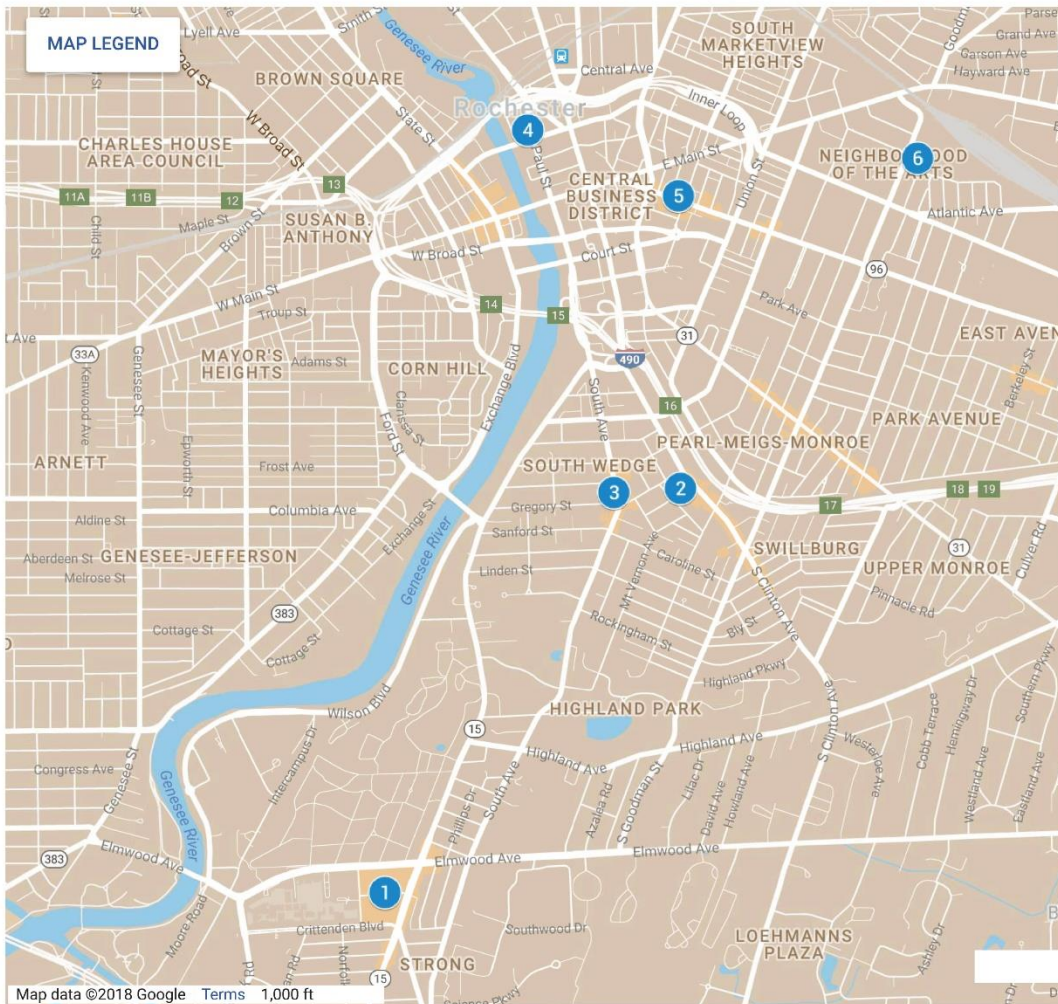 MAP LEGEND
Lyell Ave
Smith St
Genesee River
BROWN SQUARE
State St
W Broad St
CHARLES HOUSE
AREA COUNCIL
Rochester
Central Ave
SOUTH
MARKETVIEW
HEIGHTS
Inner Loop
Goodman
Grand Ave
Garson Ave
Hayward Ave
4
Paul St
E Main St
Union St
6
NEIGHBORHOOD
OF THE ARTS
Atlantic Ave
11A
11B
12
13
Child St
Maple St
Brown St
SUSAN B.
ANTHONY
CENTRAL
BUSINESS
DISTRICT
5
W Broad St
Court St
96
W Main St
Troup St
14
15
Park Ave
EAST AVEN
t Ave
33A
MAYOR'S
HEIGHTS
Adams St
CORN HILL
Exchange Blvd
490
31
Kenwood Ave
Genesee St
Epworth St
Clarissa St
Ford St
South Ave
16
Berkeley St
PARK AVENUE
PEARL-MEIGS-MONROE
ARNETT
Frost Ave
SOUTH WEDGE
3
2
17
18
19
Aldine St
Columbia Ave
Exchange St
Gregory St
Sanford St
Aberdeen St
GENESEE-JEFFERSON
Melrose St
Genesee River
Linden St
Mt Vernon Ave
Caroline St
SWILLBURG
31
Culver Rd
UPPER MONROE
S Clinton Ave
Pinnacle Rd
383
Cottage St
Cottage St
Rockingham St
Bly St
Highland Pkwy
Wilson Blvd
HIGHLAND PARK
Southern Pkwy
Hemingway Dr
Cobb Terrace
15
Highland Ave
Highland Ave
S Clinton Ave
Westerloe Ave
Congress Ave
Genesee St
Intercampus Dr
Genesee River
Phillips Dr
South Ave
Azalea Rd
S Goodman St
Lilac Dr
David Ave
Howland Ave
Westland Ave
Eastland Ave
383
Elmwood Ave
Elmwood Ave
Elmwood Ave
1
Moore Road
Crittenden Blvd
Southwood Dr
LOEHMANNS
PLAZA
Ashley Dr
15
STRONG
Map data ©2018 Google
Terms
1,000 ft